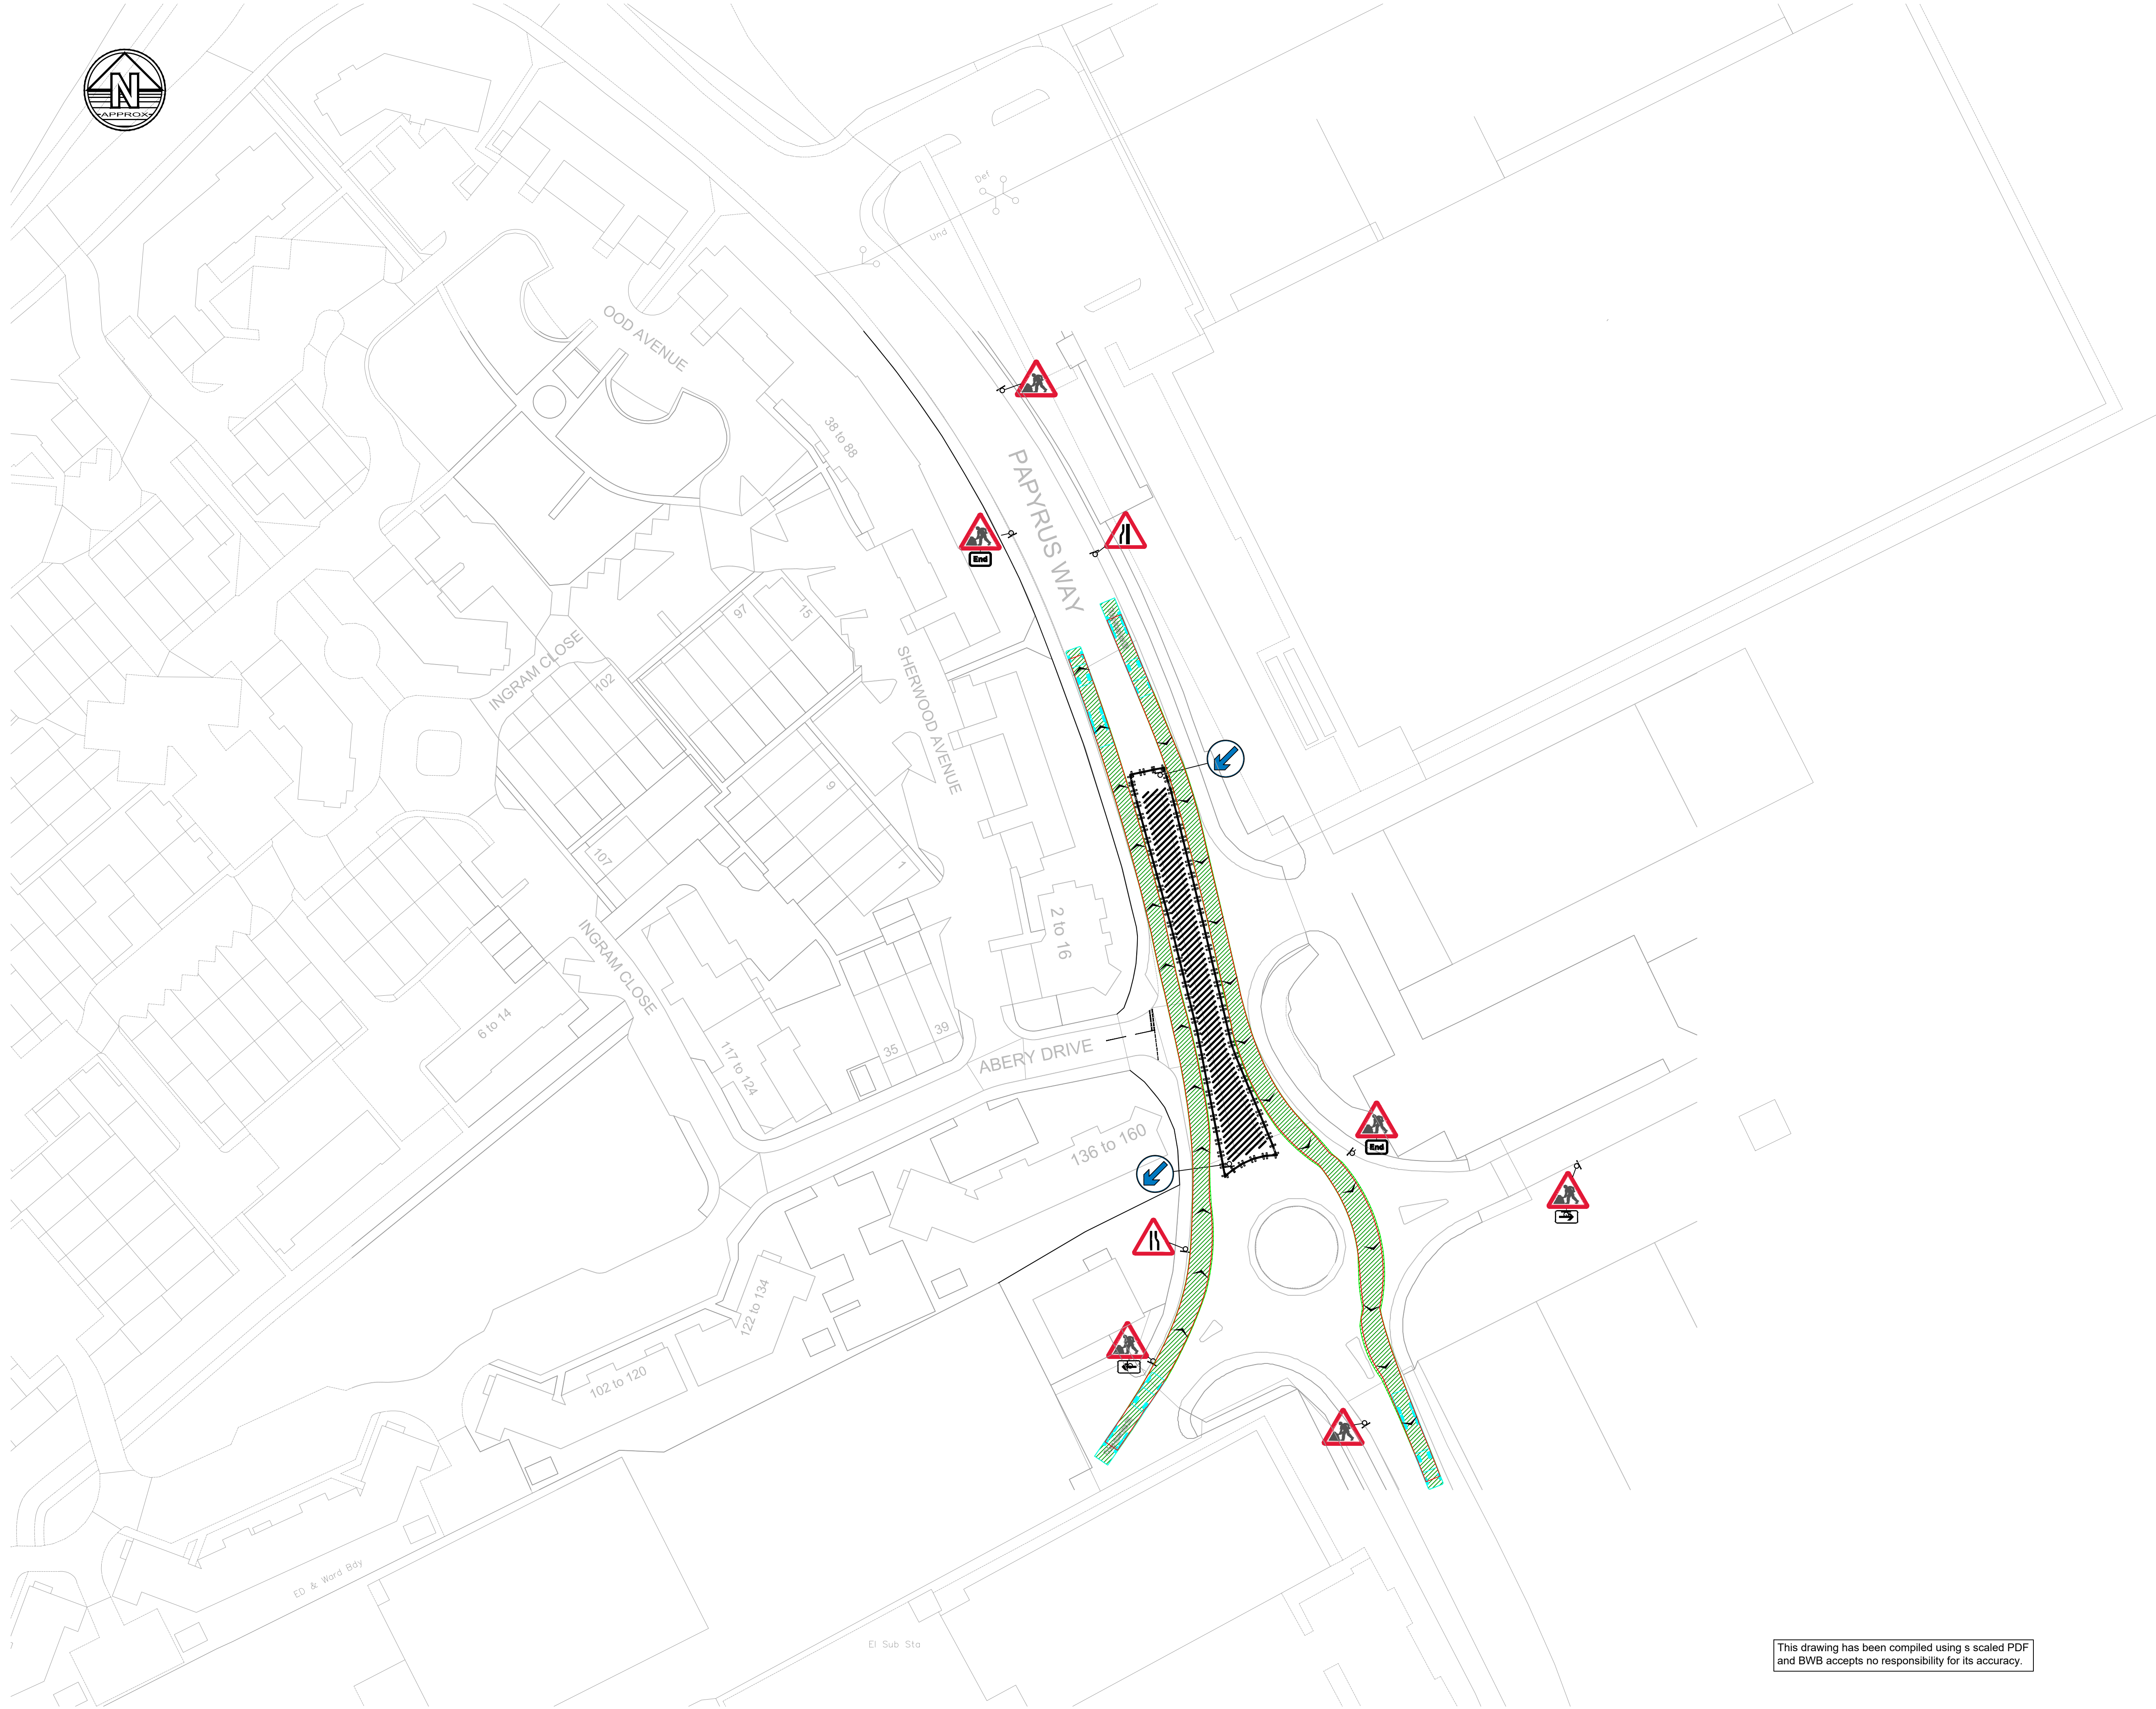 N
APPROX
Def
Und
OOD AVENUE
38 to 88
PAPYRUS WAY
End
97
15
INGRAM CLOSE
102
SHERWOOD AVENUE
9
107
1
2 to 16
INGRAM CLOSE
6 to 14
39
35
117 to 124
ABERY DRIVE
136 to 160
End
122 to 134
102 to 120
ED & Ward Bdy
El Sub Sta
This drawing has been compiled using s scaled PDF
and BWB accepts no responsibility for its accuracy.